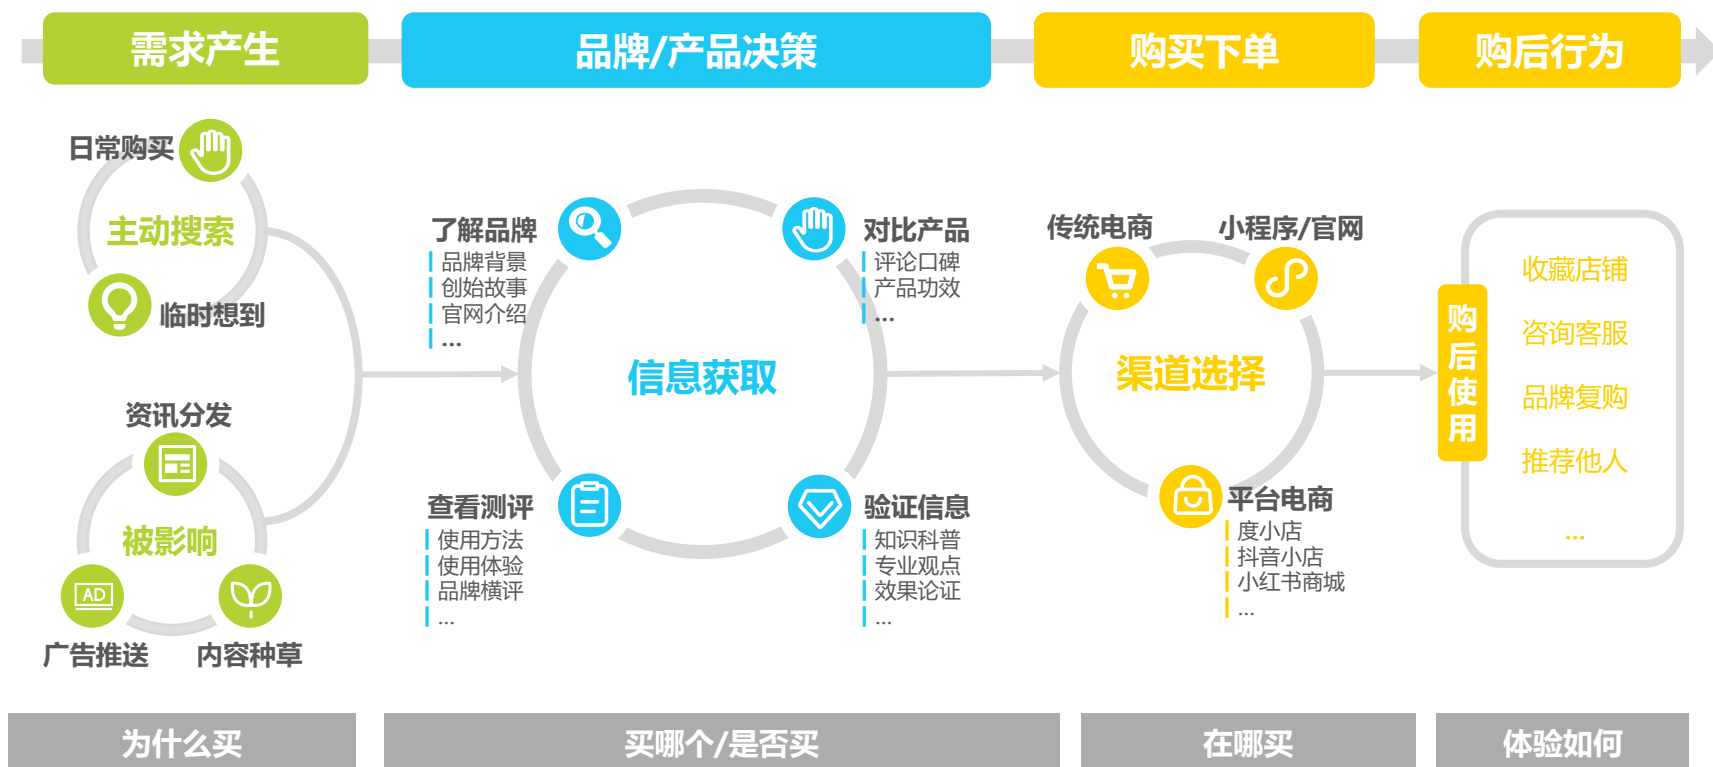 需求产生
品牌/产品决策
购买下单
购后行为
日常购买
主动搜索
临时想到
资讯分发
被影响
AD
广告推送
内容种草
了解品牌
品牌背景
创始故事
官网介绍
...
对比产品
评论口碑
产品功效
...
信息获取
查看测评
使用方法
使用体验
品牌横评
...
验证信息
知识科普
专业观点
效果论证
...
传统电商
小程序/官网
渠道选择
平台电商
度小店
抖音小店
小红书商城
...
购后使用
收藏店铺
咨询客服
品牌复购
推荐他人
...
为什么买
买哪个/是否买
在哪买
体验如何